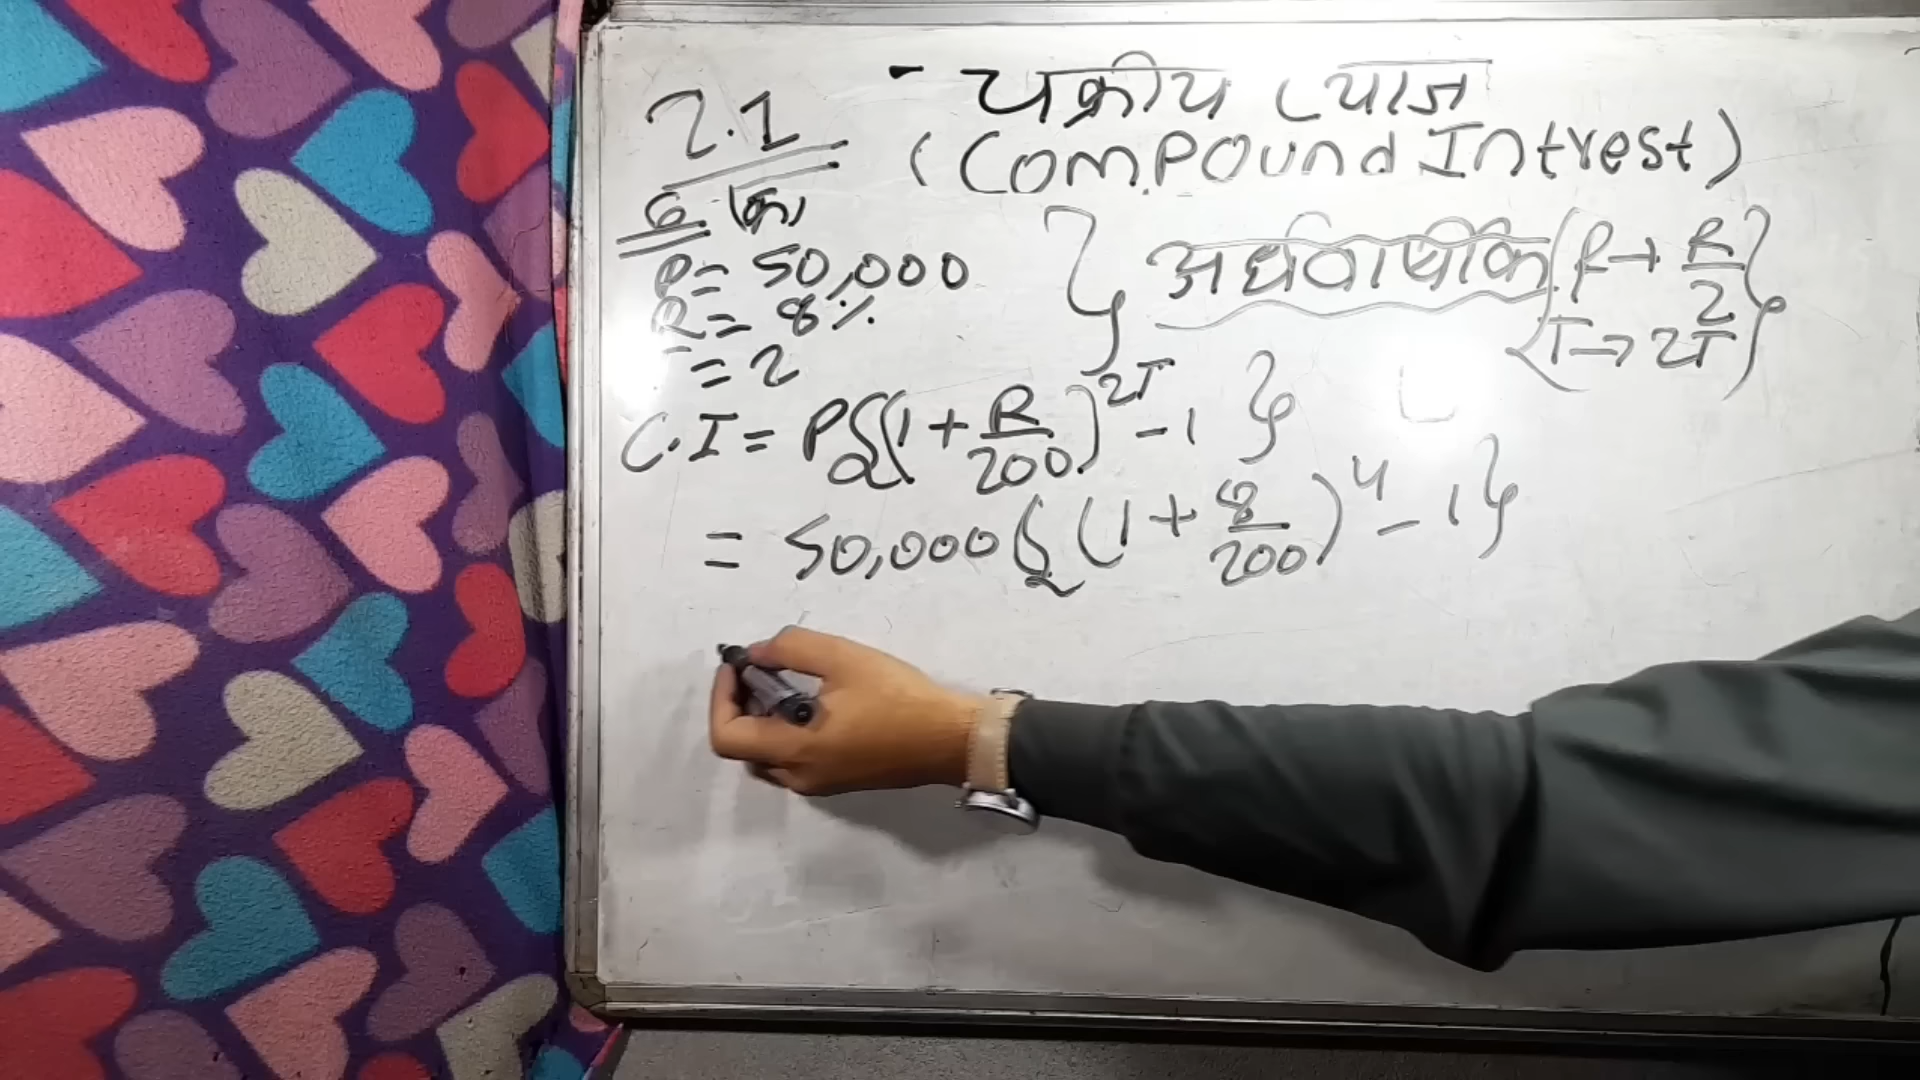 2.1
- चक्रीय ब्याज
(Compound Intrest)
6. (क)
P = 50,000
R = 8%
= 2
{ अर्धवार्षीक { R → R/2
T → 2T }
C.I = P{(1 + R/200)^2T - 1}
= 50,000 {(1 + 8/200)^4 - 1}